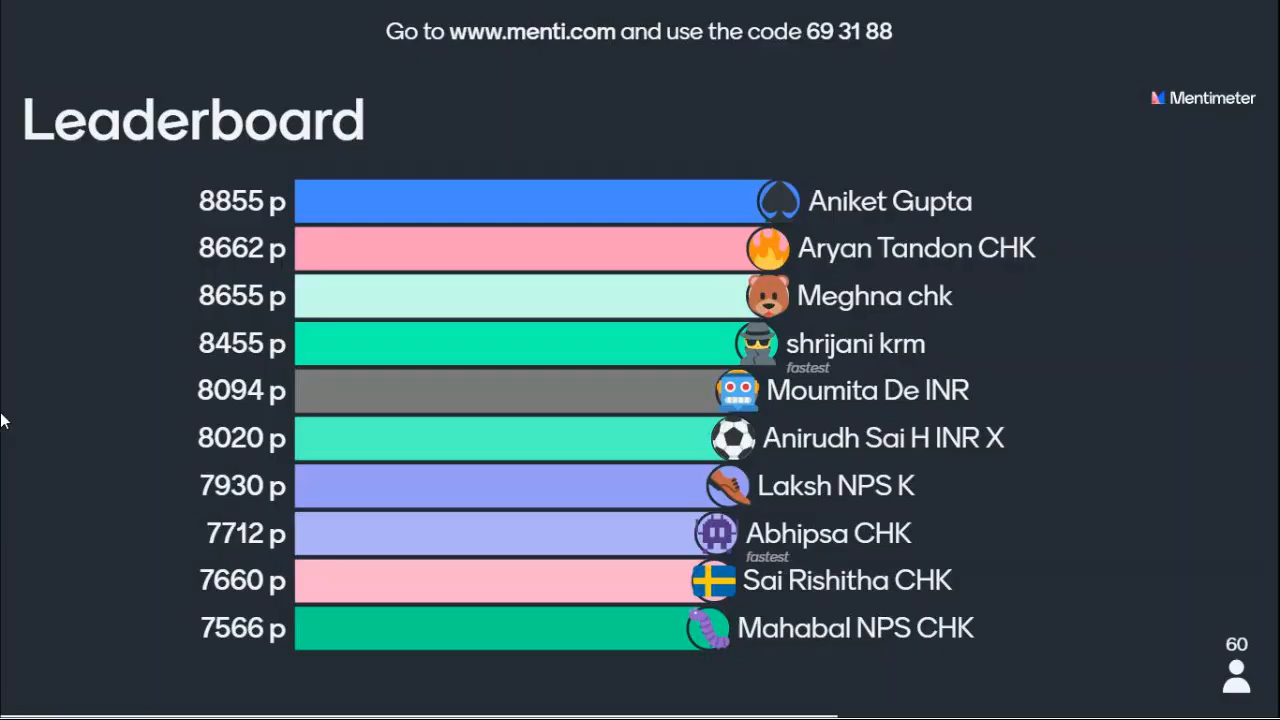 Go to www.menti.com and use the code 69 31 88
Mentimeter
Leaderboard
8855 p Aniket Gupta
8662 p Aryan Tandon CHK
8655 p Meghna chk
8455 p shrijani krm
fastest
8094 p Moumita De INR
8020 p Anirudh Sai H INR X
7930 p Laksh NPS K
7712 p Abhipsa CHK
fastest
7660 p Sai Rishitha CHK
7566 p Mahabal NPS CHK
60